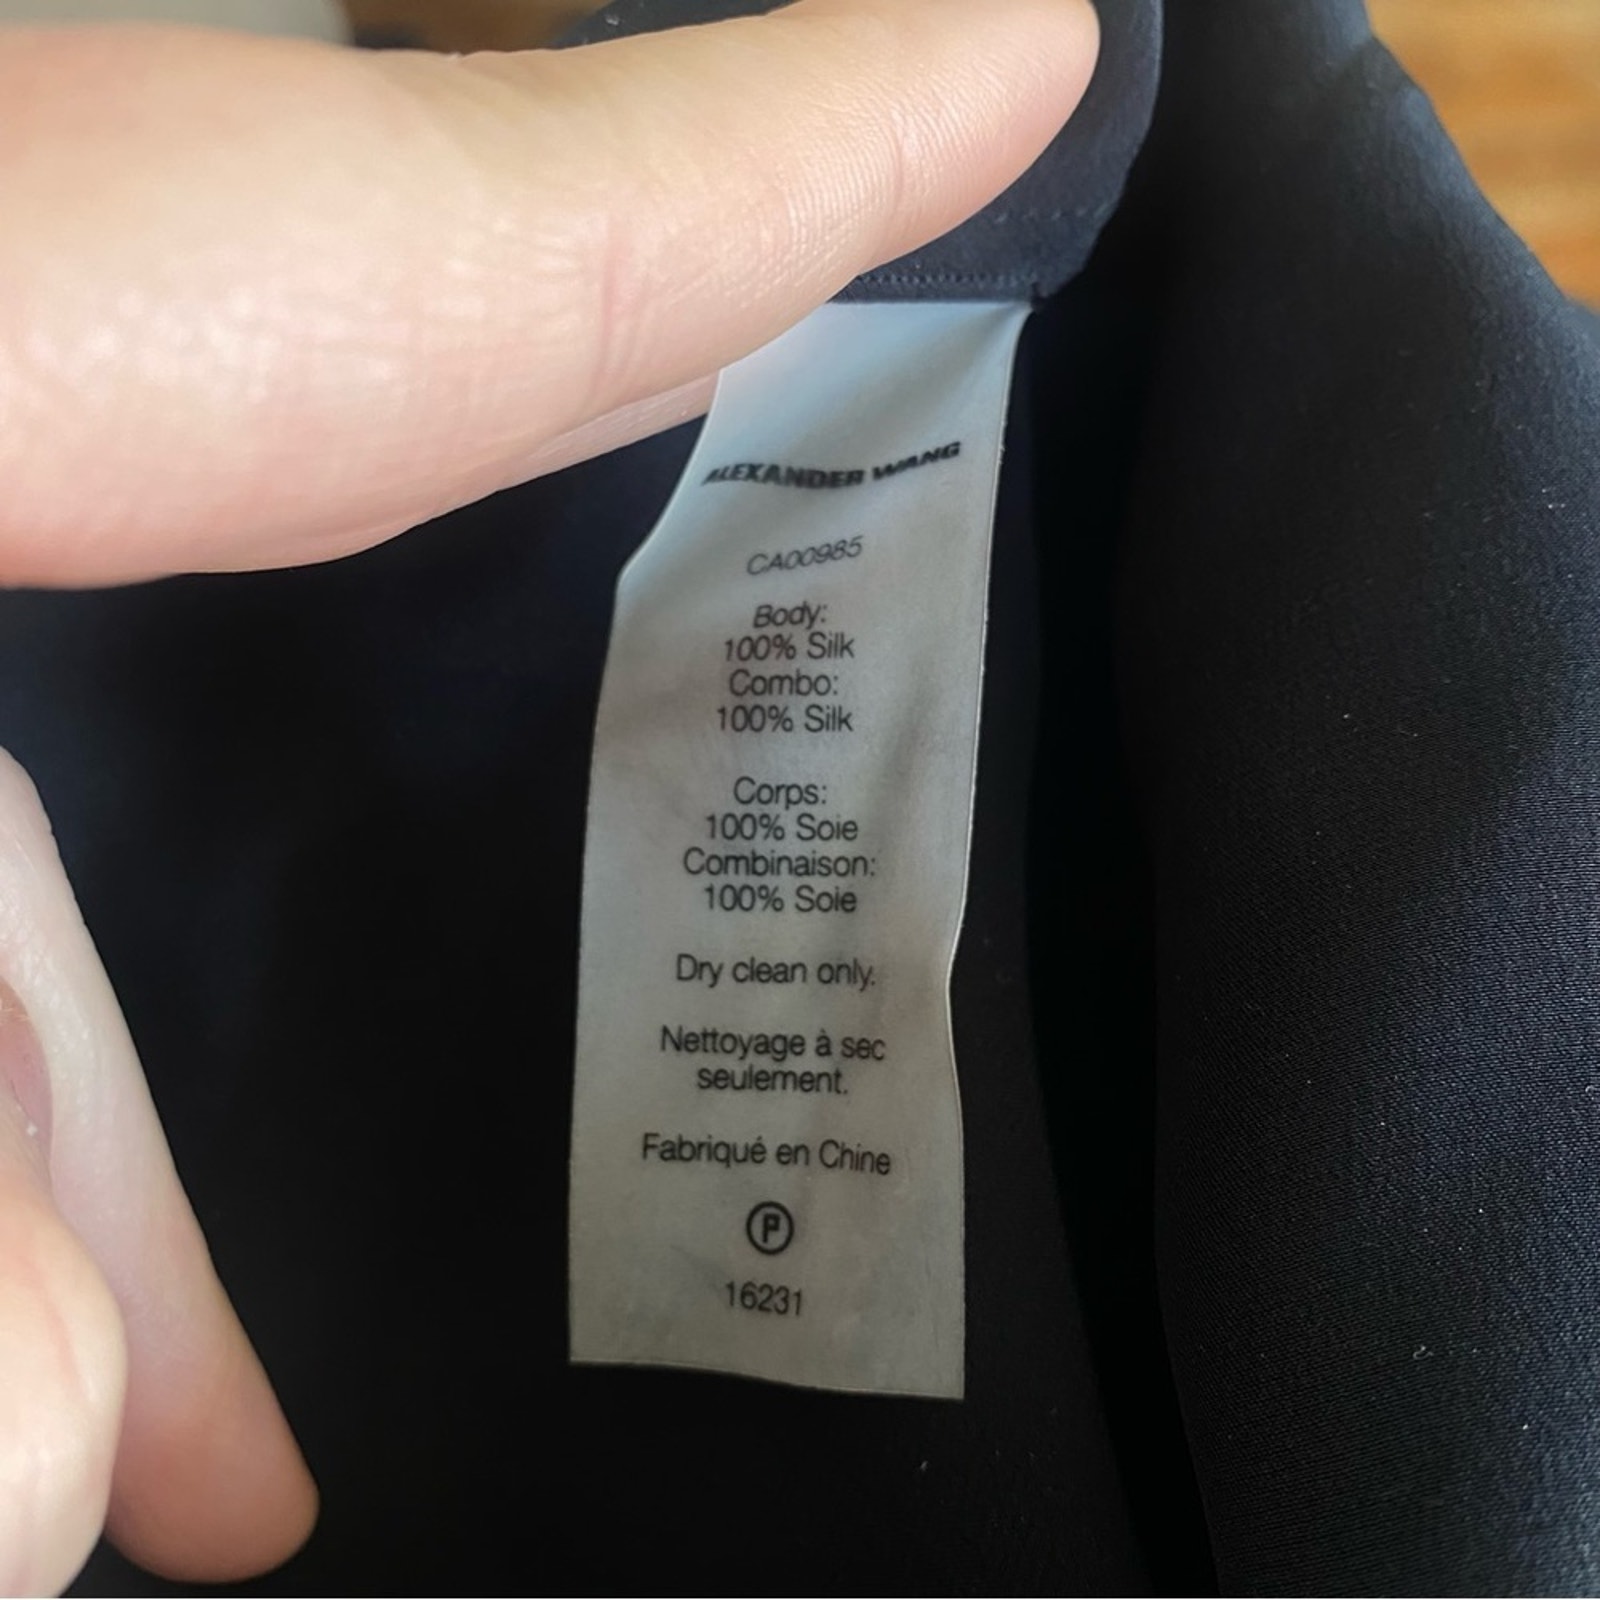 ALEXANDER WANG
CA00985
Body:
100% Silk
Combo:
100% Silk
Corps:
100% Soie
Combinaison:
100% Soie
Dry clean only.
Nettoyage à sec
seulement.
Fabriqué en Chine
P
16231